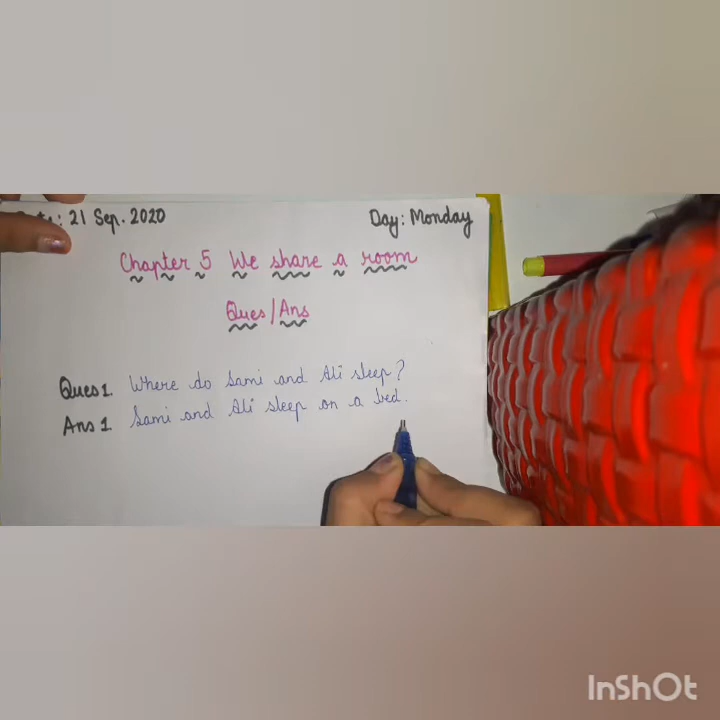 : 21 Sep. 2020
Day: Monday
Chapter 5 We share a room
Ques/Ans
Ques 1. Where do Sami and Ali sleep?
Ans 1 Sami and Ali sleep on a bed.
InShOt